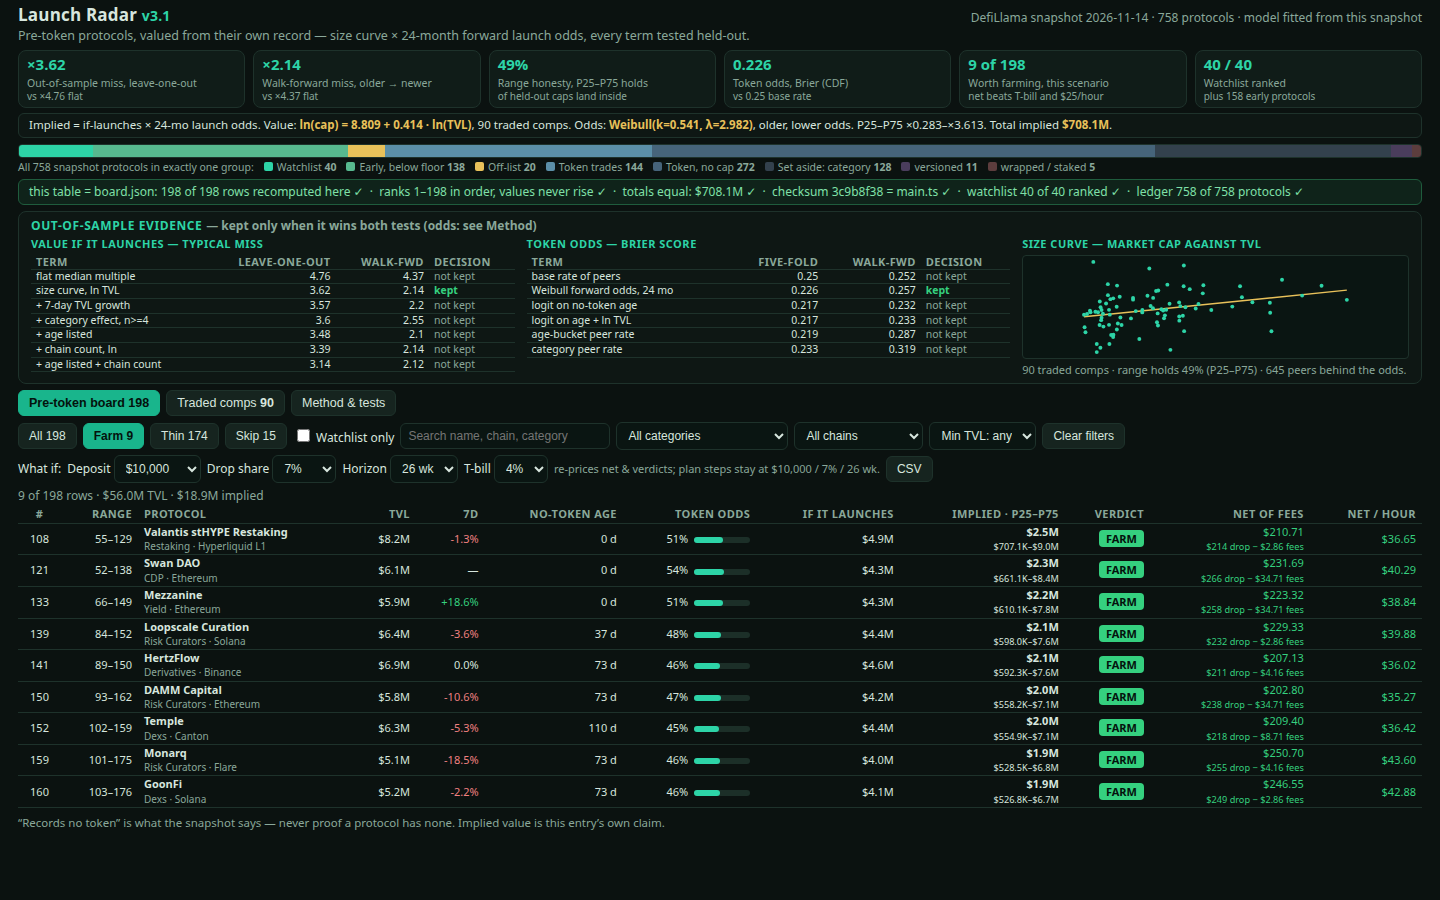 Launch Radar v3.1
DefiLlama snapshot 2026-11-14 · 758 protocols · model fitted from this snapshot
Pre-token protocols, valued from their own record — size curve × 24-month forward launch odds, every term tested held-out.
×3.62
Out-of-sample miss, leave-one-out
vs ×4.76 flat
×2.14
Walk-forward miss, older → newer
vs ×4.37 flat
49%
Range honesty, P25–P75 holds
of held-out caps land inside
0.226
Token odds, Brier (CDF)
vs 0.25 base rate
9 of 198
Worth farming, this scenario
net beats T-bill and $25/hour
40 / 40
Watchlist ranked
plus 158 early protocols
Implied = if-launches × 24-mo launch odds. Value: ln(cap) = 8.809 + 0.414 · ln(TVL), 90 traded comps. Odds: Weibull(k=0.541, λ=2.982), older, lower odds. P25–P75 ×0.283–×3.613. Total implied $708.1M.
All 758 snapshot protocols in exactly one group: Watchlist 40 Early, below floor 138 Off-list 20 Token trades 144 Token, no cap 272 Set aside: category 128 versioned 11 wrapped / staked 5
this table = board.json: 198 of 198 rows recomputed here ✓ · ranks 1–198 in order, values never rise ✓ · totals equal: $708.1M ✓ · checksum 3c9b8f38 = main.ts ✓ · watchlist 40 of 40 ranked ✓ · ledger 758 of 758 protocols ✓
OUT-OF-SAMPLE EVIDENCE — kept only when it wins both tests (odds: see Method)
VALUE IF IT LAUNCHES — TYPICAL MISS
TERM LEAVE-ONE-OUT WALK-FWD DECISION
flat median multiple 4.76 4.37 not kept
size curve, ln TVL 3.62 2.14 kept
+ 7-day TVL growth 3.57 2.2 not kept
+ category effect, n>=4 3.6 2.55 not kept
+ age listed 3.48 2.1 not kept
+ chain count, ln 3.39 2.14 not kept
+ age listed + chain count 3.14 2.12 not kept
TOKEN ODDS — BRIER SCORE
TERM FIVE-FOLD WALK-FWD DECISION
base rate of peers 0.25 0.252 not kept
Weibull forward odds, 24 mo 0.226 0.257 kept
logit on no-token age 0.217 0.232 not kept
logit on age + ln TVL 0.217 0.233 not kept
age-bucket peer rate 0.219 0.287 not kept
category peer rate 0.233 0.319 not kept
SIZE CURVE — MARKET CAP AGAINST TVL
90 traded comps · range holds 49% (P25–P75) · 645 peers behind the odds.
Pre-token board 198 Traded comps 90 Method & tests
All 198 Farm 9 Thin 174 Skip 15 Watchlist only Search name, chain, category All categories All chains Min TVL: any Clear filters
What if: Deposit $10,000 Drop share 7% Horizon 26 wk T-bill 4% re-prices net & verdicts; plan steps stay at $10,000 / 7% / 26 wk. CSV
9 of 198 rows · $56.0M TVL · $18.9M implied
# RANGE PROTOCOL TVL 7D NO-TOKEN AGE TOKEN ODDS IF IT LAUNCHES IMPLIED · P25–P75 VERDICT NET OF FEES NET / HOUR
108 55–129 Valantis stHYPE Restaking $8.2M -1.3% 0 d 51% $4.9M $2.5M FARM $210.71 $36.65
Restaking · Hyperliquid L1 $707.1K–$9.0M $214 drop − $2.86 fees
121 52–138 Swan DAO $6.1M — 0 d 54% $4.3M $2.3M FARM $231.69 $40.29
CDP · Ethereum $661.1K–$8.4M $266 drop − $34.71 fees
133 66–149 Mezzanine $5.9M +18.6% 0 d 51% $4.3M $2.2M FARM $223.32 $38.84
Yield · Ethereum $610.1K–$7.8M $258 drop − $34.71 fees
139 84–152 Loopscale Curation $6.4M -3.6% 37 d 48% $4.4M $2.1M FARM $229.33 $39.88
Risk Curators · Solana $598.0K–$7.6M $232 drop − $2.86 fees
141 89–150 HertzFlow $6.9M 0.0% 73 d 46% $4.6M $2.1M FARM $207.13 $36.02
Derivatives · Binance $592.3K–$7.6M $211 drop − $4.16 fees
150 93–162 DAMM Capital $5.8M -10.6% 73 d 47% $4.2M $2.0M FARM $202.80 $35.27
Risk Curators · Ethereum $558.2K–$7.1M $238 drop − $34.71 fees
152 102–159 Temple $6.3M -5.3% 110 d 45% $4.4M $2.0M FARM $209.40 $36.42
Dexs · Canton $554.9K–$7.1M $218 drop − $8.71 fees
159 101–175 Monarq $5.1M -18.5% 73 d 46% $4.0M $1.9M FARM $250.70 $43.60
Risk Curators · Flare $528.5K–$6.8M $255 drop − $4.16 fees
160 103–176 GoonFi $5.2M -2.2% 73 d 46% $4.1M $1.9M FARM $246.55 $42.88
Dexs · Solana $526.8K–$6.7M $249 drop − $2.86 fees
“Records no token” is what the snapshot says — never proof a protocol has none. Implied value is this entry’s own claim.